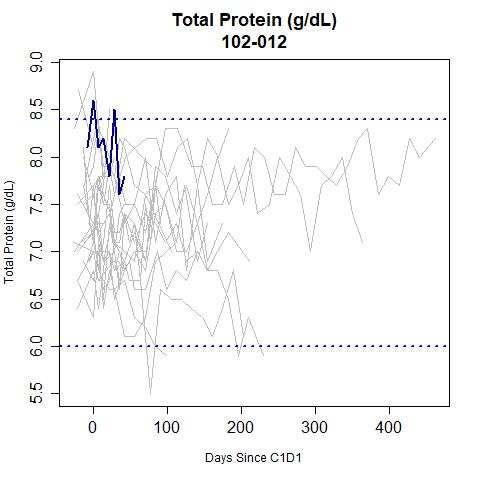 Total Protein (g/dL)
102-012
Total Protein (g/dL)
9.0
8.5
8.0
7.5
7.0
6.5
6.0
5.5
0 100 200 300 400
Days Since C1D1